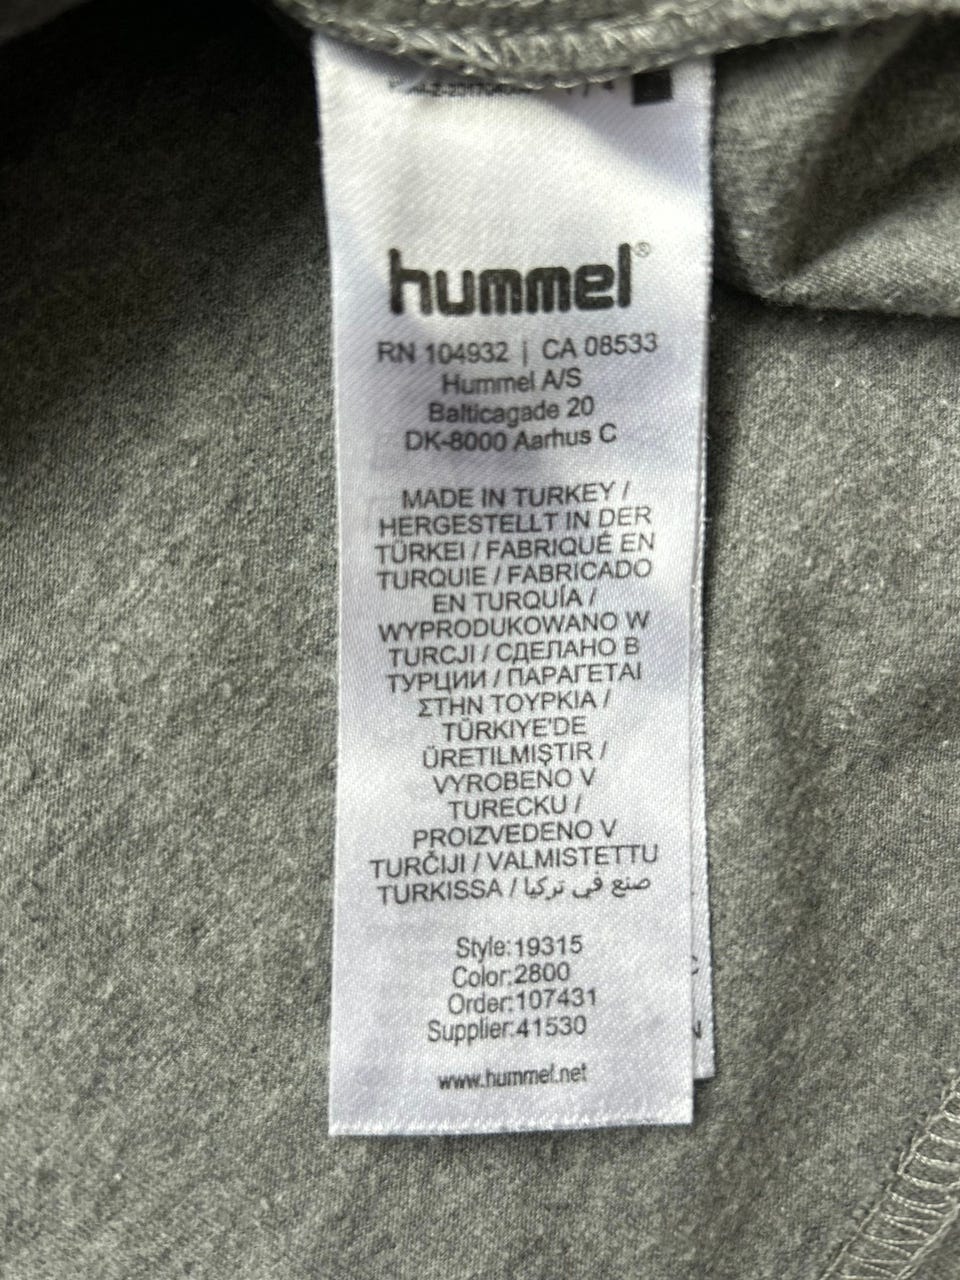 hummel®
RN 104932 | CA 08533
Hummel A/S
Balticagade 20
DK-8000 Aarhus C
MADE IN TURKEY /
HERGESTELLT IN DER
TÜRKEI / FABRIQUÉ EN
TURQUIE / FABRICADO
EN TURQUÍA /
WYPRODUKOWANO W
TURCJI / СДЕЛАНО В
ТУРЦИИ / ΠΑΡΑΓΕΤΑΙ
ΣΤΗΝ ΤΟΥΡΚΙΑ /
TÜRKIYE'DE
ÜRETILMIŞTIR /
VYROBENO V
TURECKU /
PROIZVEDENO V
TURČIJI / VALMISTETTU
TURKISSA / صنع في تركيا
Style:19315
Color:2800
Order:107431
Supplier:41530
www.hummel.net